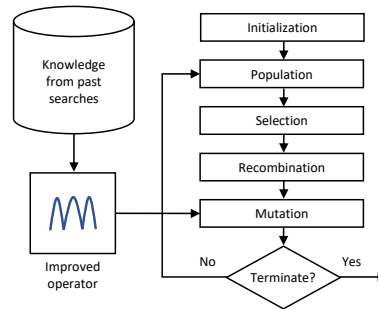 Knowledge
from past
searches
Improved
operator
Initialization
Population
Selection
Recombination
Mutation
Terminate?
No
Yes